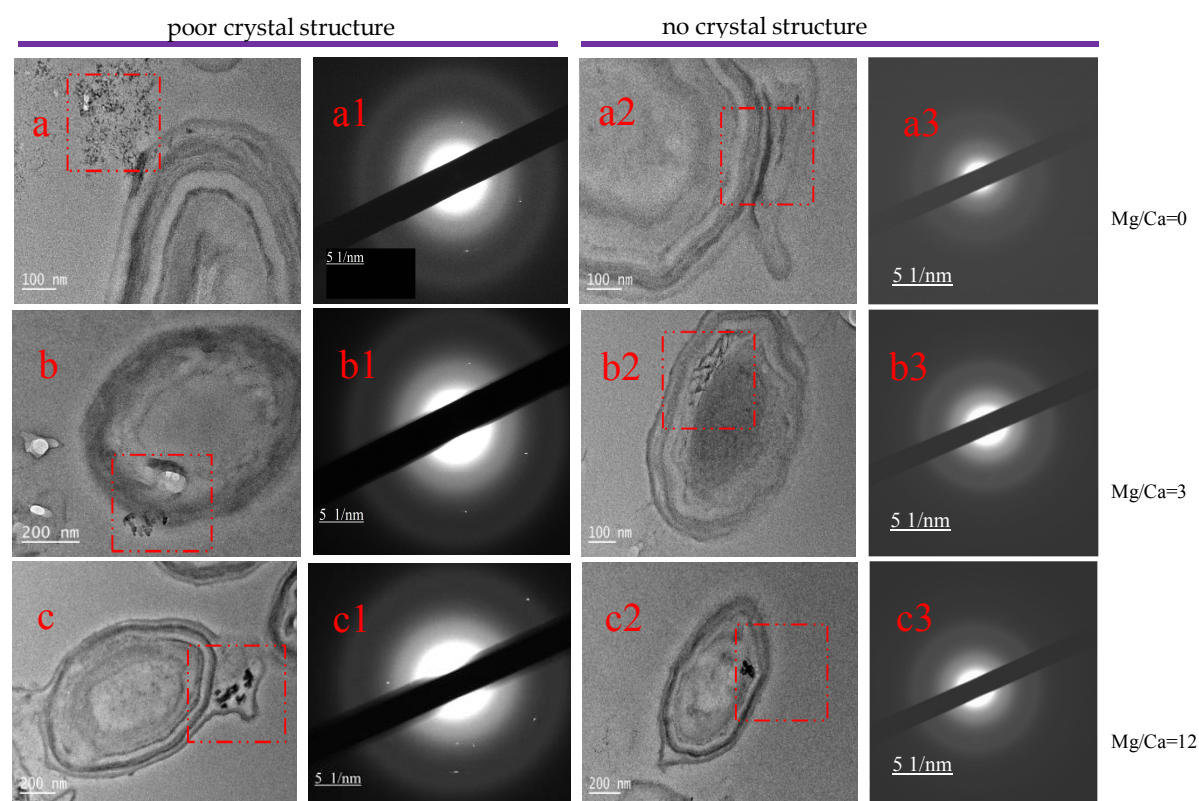 poor crystal structure
no crystal structure
a
100 nm
a1
5 1/nm
a2
100 nm
a3
5 1/nm
Mg/Ca=0
b
200 nm
b1
5 1/nm
b2
100 nm
b3
5 1/nm
Mg/Ca=3
c
200 nm
c1
5 1/nm
c2
200 nm
c3
5 1/nm
Mg/Ca=12